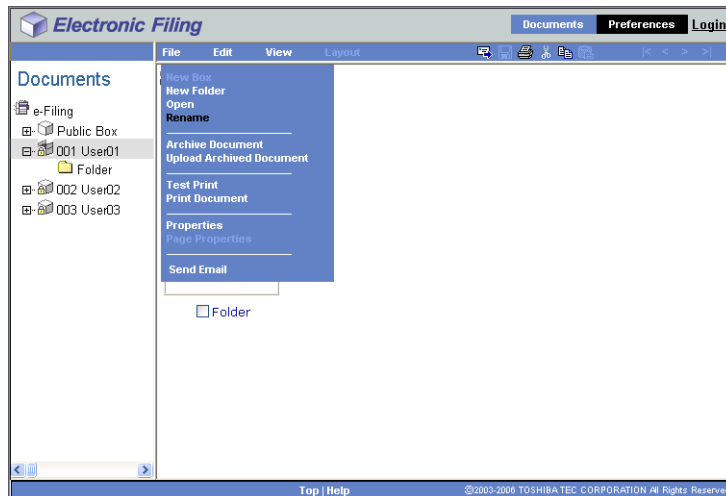 Electronic Filing
Documents Preferences Login
File Edit View Layout |< < > >|
Documents
e-Filing
Public Box
001 User01
Folder
002 User02
003 User03
New Box
New Folder
Open
Rename
Archive Document
Upload Archived Document
Test Print
Print Document
Properties
Page Properties
Send Email
Folder
Top | Help
©2003-2006 TOSHIBA TEC CORPORATION All Rights Reserve